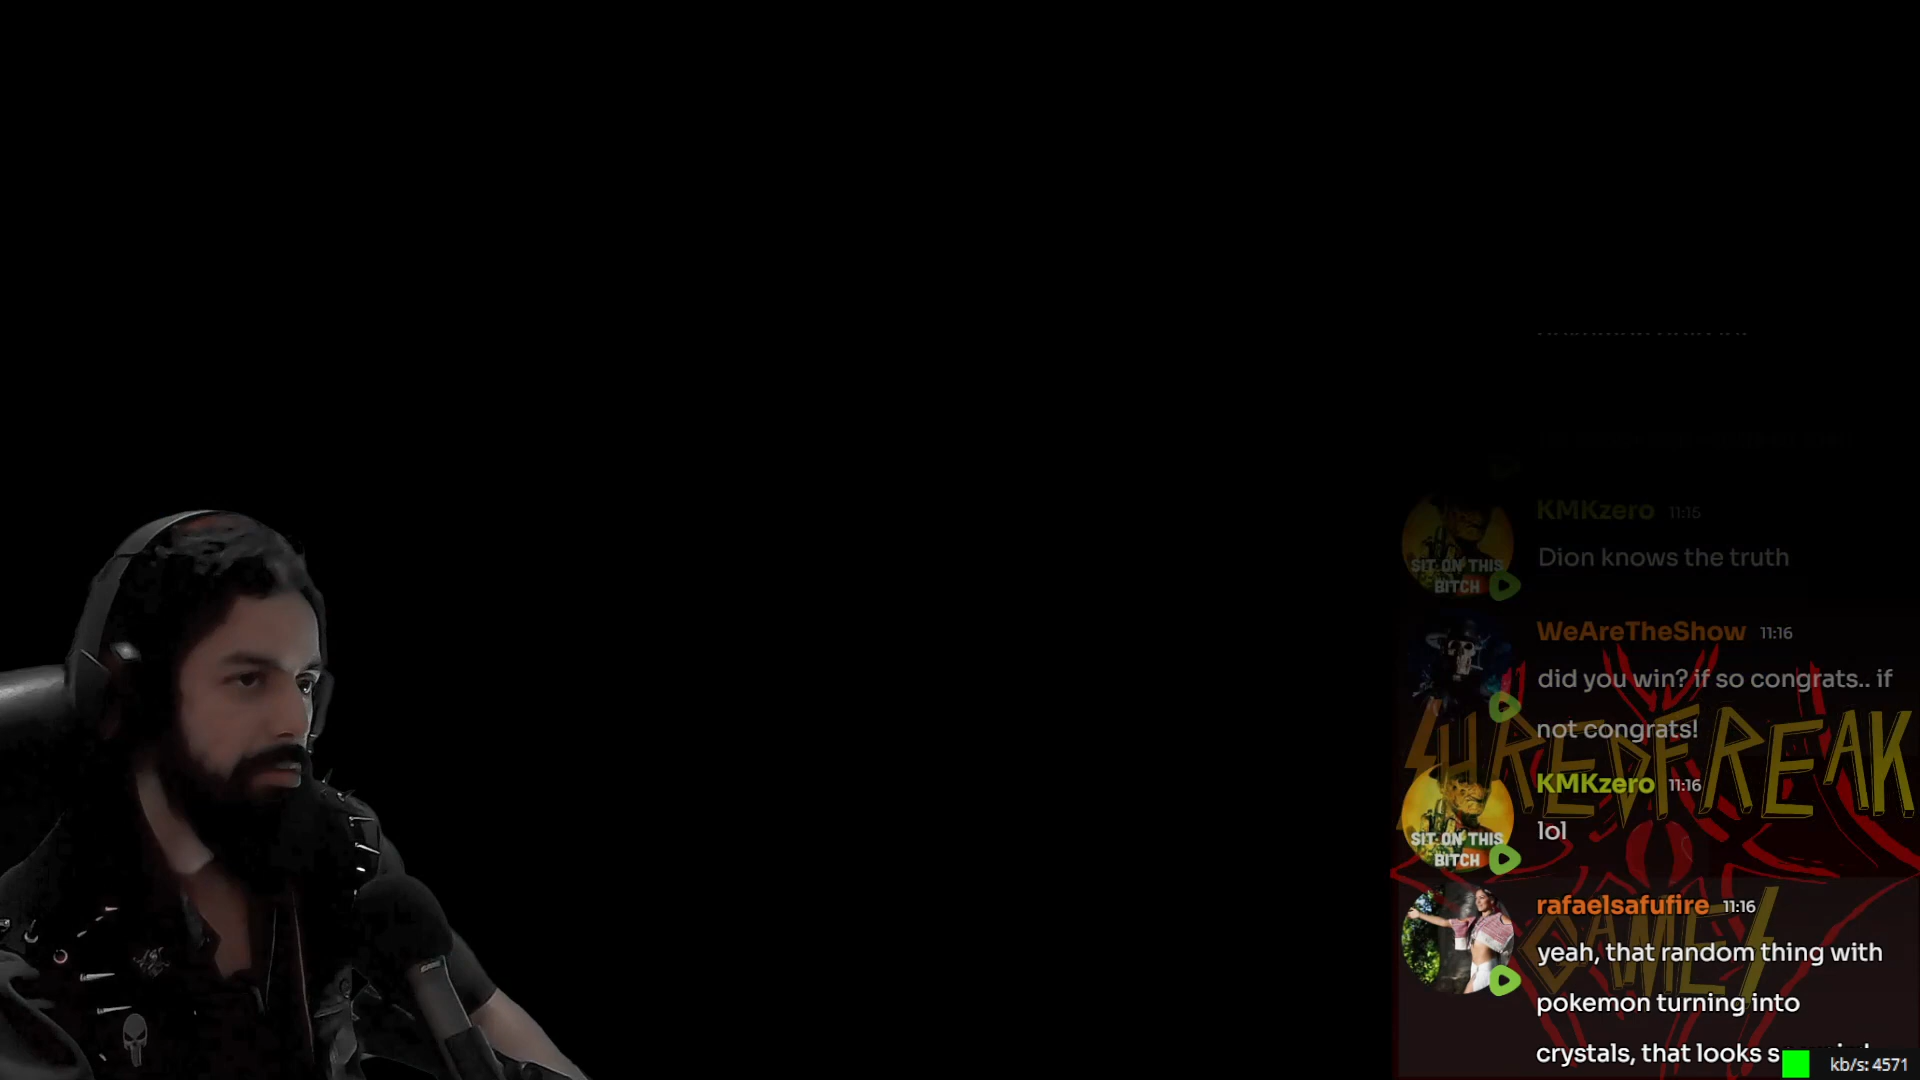 KMKzero 11:15
Dion knows the truth
SIT ON THIS
BITCH
WeAreTheShow 11:16
did you win? if so congrats.. if
not congrats!
SHREDFREAK
KMKzero 11:16
lol
SIT ON THIS
BITCH
rafaelsafufire 11:16
yeah, that random thing with
GAMES
pokemon turning into
crystals, that looks
kb/s: 4571